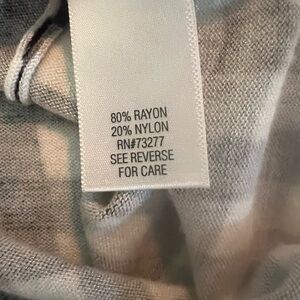 80% RAYON
20% NYLON
RN#73277
SEE REVERSE
FOR CARE